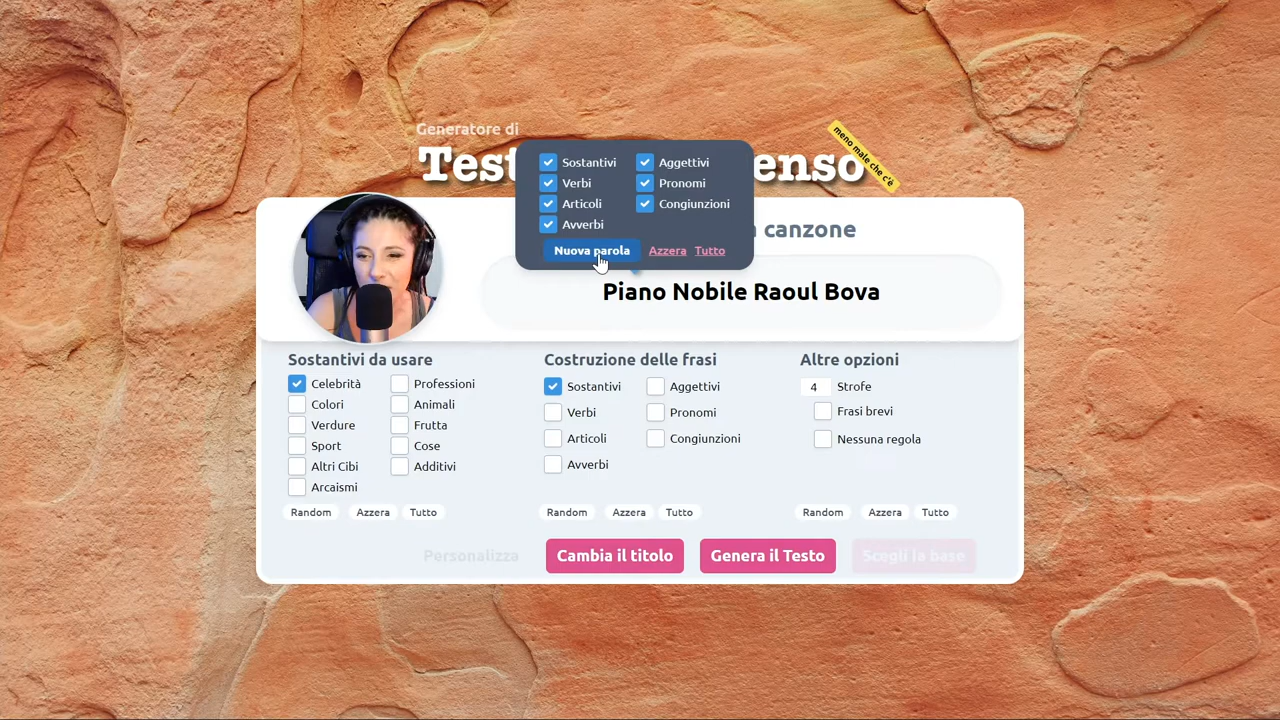 Generatore di
Test
enso
meno male che c'è
Sostantivi
Aggettivi
Verbi
Pronomi
Articoli
Congiunzioni
Avverbi
Nuova parola
Azzera
Tutto
canzone
Piano Nobile Raoul Bova
Sostantivi da usare
Celebrità
Professioni
Colori
Animali
Verdure
Frutta
Sport
Cose
Altri Cibi
Additivi
Arcaismi
Random
Azzera
Tutto
Costruzione delle frasi
Sostantivi
Aggettivi
Verbi
Pronomi
Articoli
Congiunzioni
Avverbi
Random
Azzera
Tutto
Altre opzioni
4 Strofe
Frasi brevi
Nessuna regola
Random
Azzera
Tutto
Personalizza
Cambia il titolo
Genera il Testo
Scegli la base